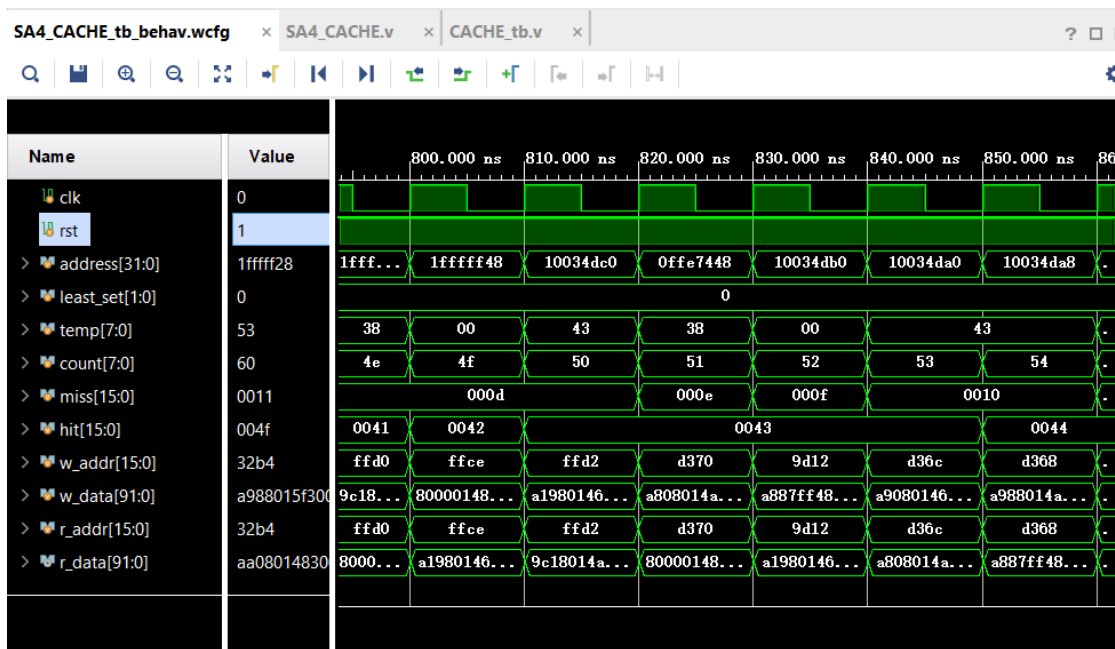 SA4_CACHE_tb_behav.wcfg × SA4_CACHE.v × CACHE_tb.v × ?
Name Value 800.000 ns 810.000 ns 820.000 ns 830.000 ns 840.000 ns 850.000 ns 86
clk 0
rst 1
address[31:0] 1fffff28 1fff... 1fffff48 10034dc0 0ffe7448 10034db0 10034da0 10034da8 .
least_set[1:0] 0 0
temp[7:0] 53 38 00 43 38 00 43 .
count[7:0] 60 4e 4f 50 51 52 53 54 .
miss[15:0] 0011 000d 000e 000f 0010 .
hit[15:0] 004f 0041 0042 0043 0044 .
w_addr[15:0] 32b4 ffd0 ffce ffd2 d370 9d12 d36c d368 .
w_data[91:0] a988015f300 9c18... 80000148... a1980146... a808014a... a887ff48... a9080146... a988014a... .
r_addr[15:0] 32b4 ffd0 ffce ffd2 d370 9d12 d36c d368 .
r_data[91:0] aa08014830 8000... a1980146... 9c18014a... 80000148... a1980146... a808014a... a887ff48... .